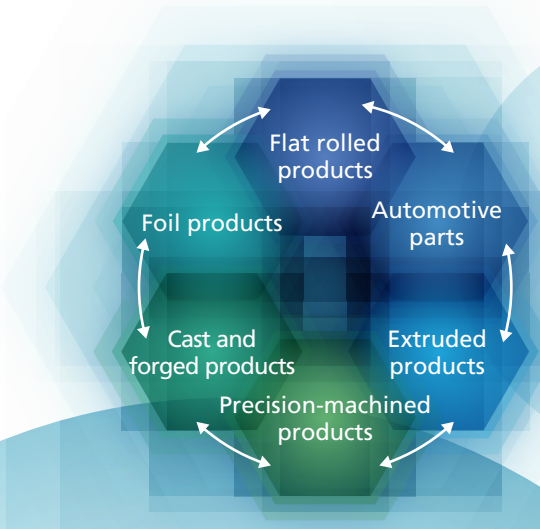 Flat rolled
products
Automotive
parts
Foil products
Extruded
products
Cast and
forged products
Precision-machined
products